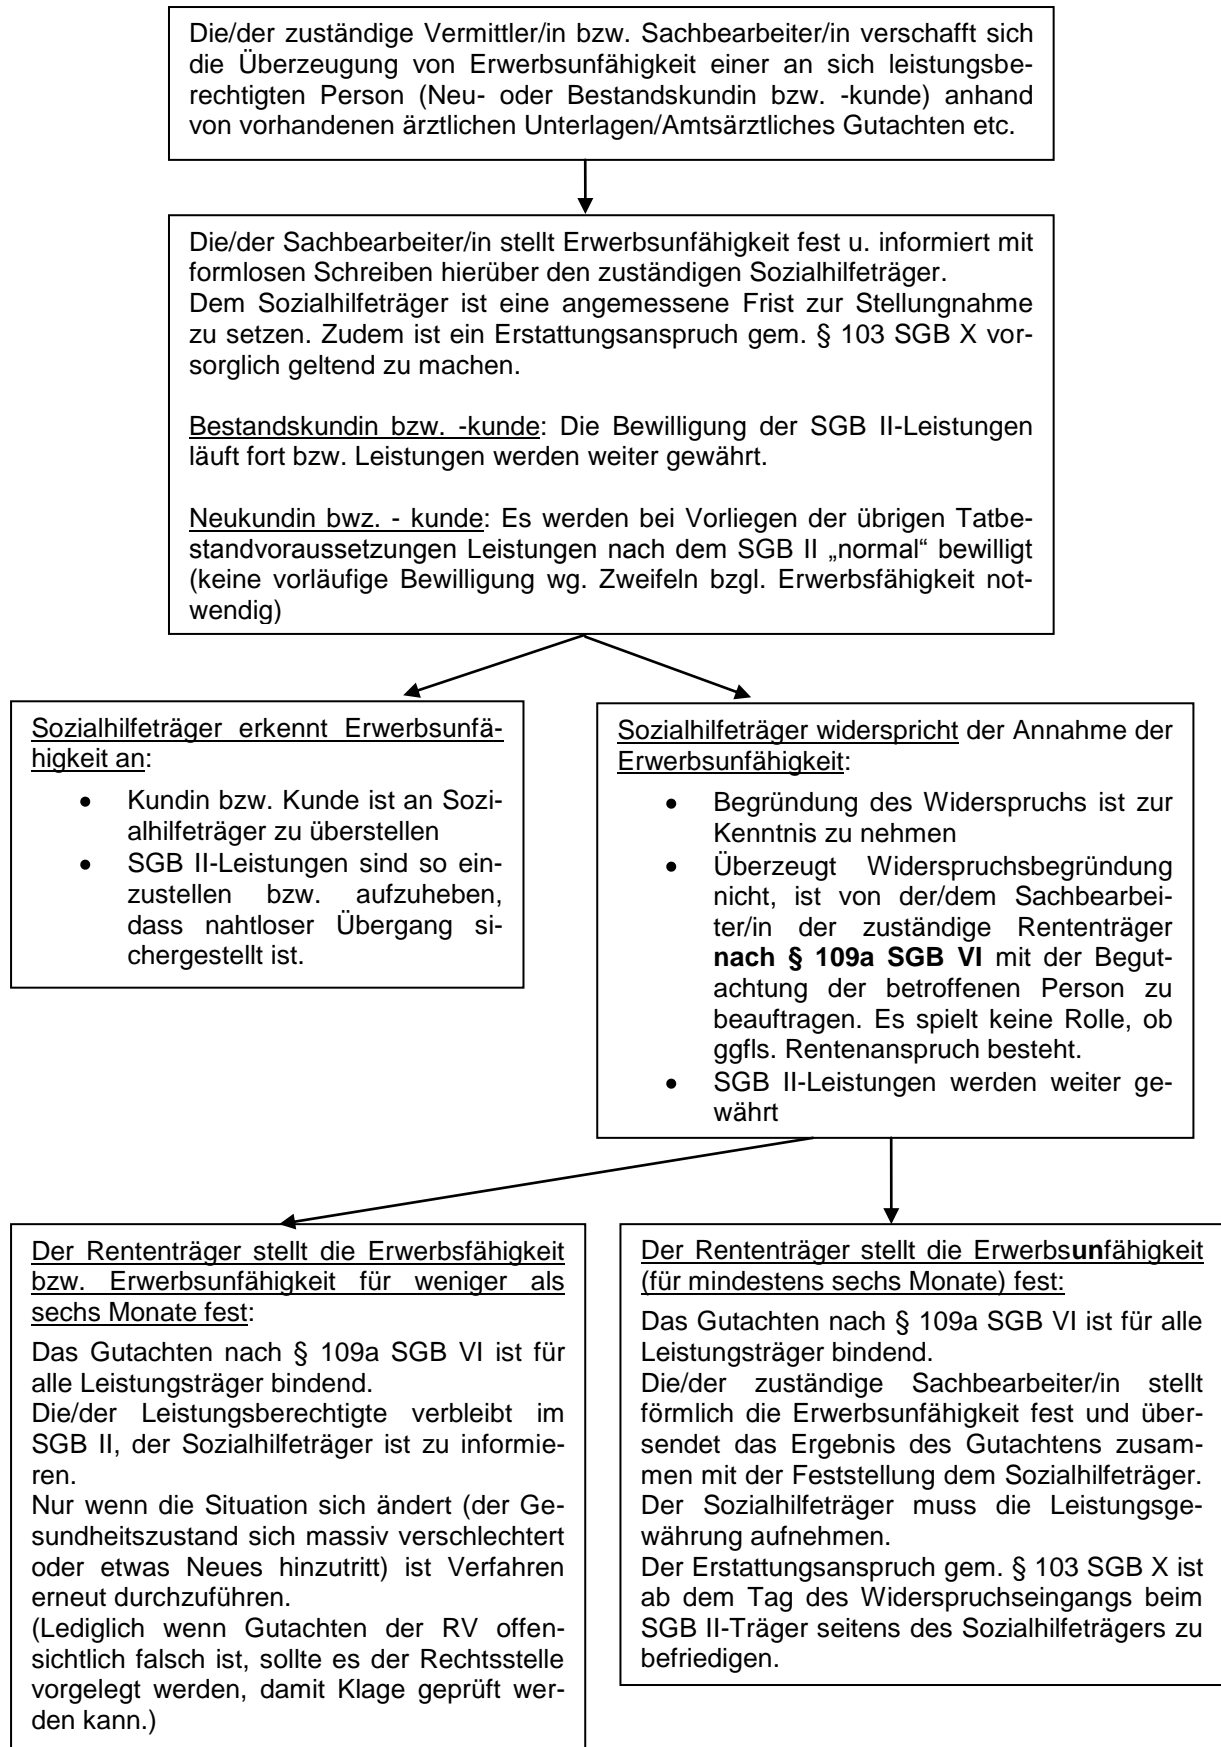 Die/der zuständige Vermittler/in bzw. Sachbearbeiter/in verschafft sich
die Überzeugung von Erwerbsunfähigkeit einer an sich leistungsbe-
rechtigten Person (Neu- oder Bestandskundin bzw. -kunde) anhand
von vorhandenen ärztlichen Unterlagen/Amtsärztliches Gutachten etc.
Die/der Sachbearbeiter/in stellt Erwerbsunfähigkeit fest u. informiert mit
formlosen Schreiben hierüber den zuständigen Sozialhilfeträger.
Dem Sozialhilfeträger ist eine angemessene Frist zur Stellungnahme
zu setzen. Zudem ist ein Erstattungsanspruch gem. § 103 SGB X vor-
sorglich geltend zu machen.
Bestandskundin bzw. -kunde: Die Bewilligung der SGB II-Leistungen
läuft fort bzw. Leistungen werden weiter gewährt.
Neukundin bwz. - kunde: Es werden bei Vorliegen der übrigen Tatbe-
standvoraussetzungen Leistungen nach dem SGB II „normal“ bewilligt
(keine vorläufige Bewilligung wg. Zweifeln bzgl. Erwerbsfähigkeit not-
wendig)
Sozialhilfeträger erkennt Erwerbsunfä-
higkeit an:
• Kundin bzw. Kunde ist an Sozi-
alhilfeträger zu überstellen
• SGB II-Leistungen sind so ein-
zustellen bzw. aufzuheben,
dass nahtloser Übergang si-
chergestellt ist.
Sozialhilfeträger widerspricht der Annahme der
Erwerbsunfähigkeit:
• Begründung des Widerspruchs ist zur
Kenntnis zu nehmen
• Überzeugt Widerspruchsbegründung
nicht, ist von der/dem Sachbearbei-
ter/in der zuständige Rententräger
nach § 109a SGB VI mit der Begut-
achtung der betroffenen Person zu
beauftragen. Es spielt keine Rolle, ob
ggfls. Rentenanspruch besteht.
• SGB II-Leistungen werden weiter ge-
währt
Der Rententräger stellt die Erwerbsfähigkeit
bzw. Erwerbsunfähigkeit für weniger als
sechs Monate fest:
Das Gutachten nach § 109a SGB VI ist für
alle Leistungsträger bindend.
Die/der Leistungsberechtigte verbleibt im
SGB II, der Sozialhilfeträger ist zu informie-
ren.
Nur wenn die Situation sich ändert (der Ge-
sundheitszustand sich massiv verschlechtert
oder etwas Neues hinzutritt) ist Verfahren
erneut durchzuführen.
(Lediglich wenn Gutachten der RV offen-
sichtlich falsch ist, sollte es der Rechtsstelle
vorgelegt werden, damit Klage geprüft wer-
den kann.)
Der Rententräger stellt die Erwerbsunfähigkeit
(für mindestens sechs Monate) fest:
Das Gutachten nach § 109a SGB VI ist für alle
Leistungsträger bindend.
Die/der zuständige Sachbearbeiter/in stellt
förmlich die Erwerbsunfähigkeit fest und über-
sendet das Ergebnis des Gutachtens zusam-
men mit der Feststellung dem Sozialhilfeträger.
Der Sozialhilfeträger muss die Leistungsge-
währung aufnehmen.
Der Erstattungsanspruch gem. § 103 SGB X ist
ab dem Tag des Widerspruchseingangs beim
SGB II-Träger seitens des Sozialhilfeträgers zu
befriedigen.